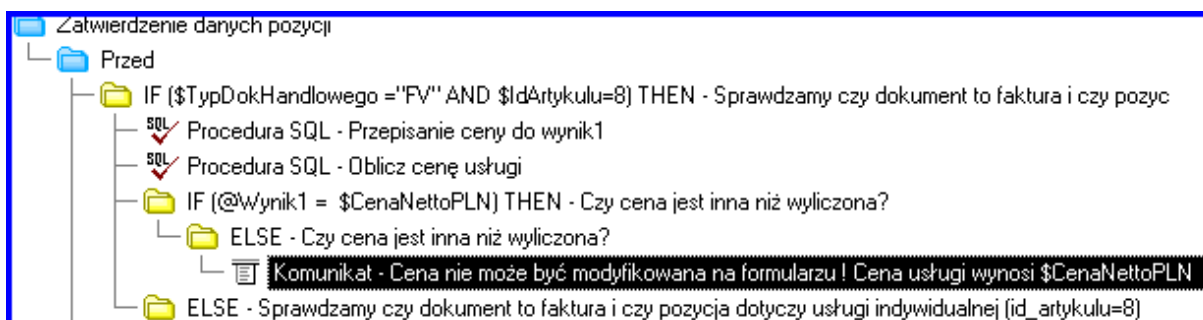 Zatwierdzenie danych pozycji
Przed
IF ($TypDokHandlowego ="FV" AND $IdArtykulu=8) THEN - Sprawdzamy czy dokument to faktura i czy pozyc
SQL Procedura SQL - Przepisanie ceny do wynik1
SQL Procedura SQL - Oblicz cenę usługi
IF (@Wynik1 = $CenaNettoPLN) THEN - Czy cena jest inna niż wyliczona?
ELSE - Czy cena jest inna niż wyliczona?
Komunikat - Cena nie może być modyfikowana na formularzu ! Cena usługi wynosi $CenaNettoPLN
ELSE - Sprawdzamy czy dokument to faktura i czy pozycja dotyczy usługi indywidualnej (id_artykulu=8)